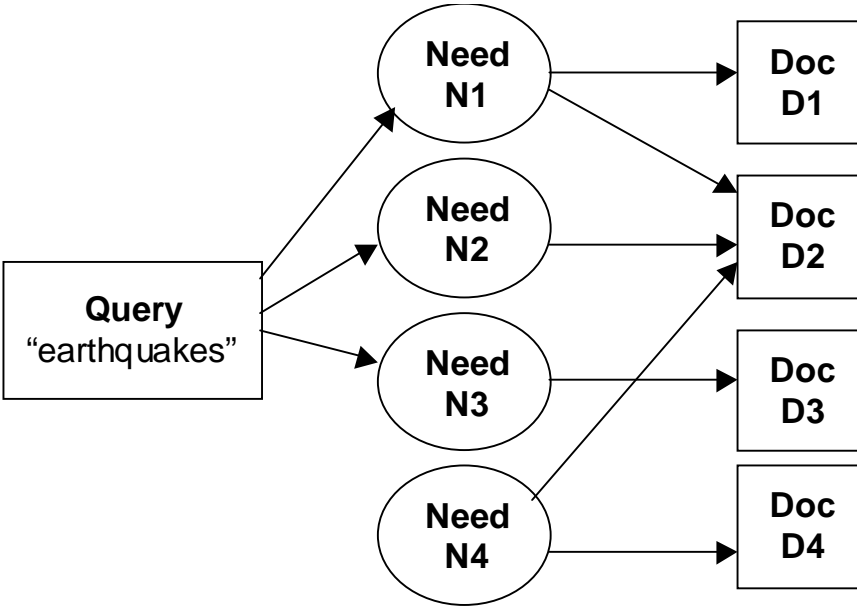 Need
N1
Doc
D1
Need
N2
Doc
D2
Query
“earthquakes”
Need
N3
Doc
D3
Need
N4
Doc
D4